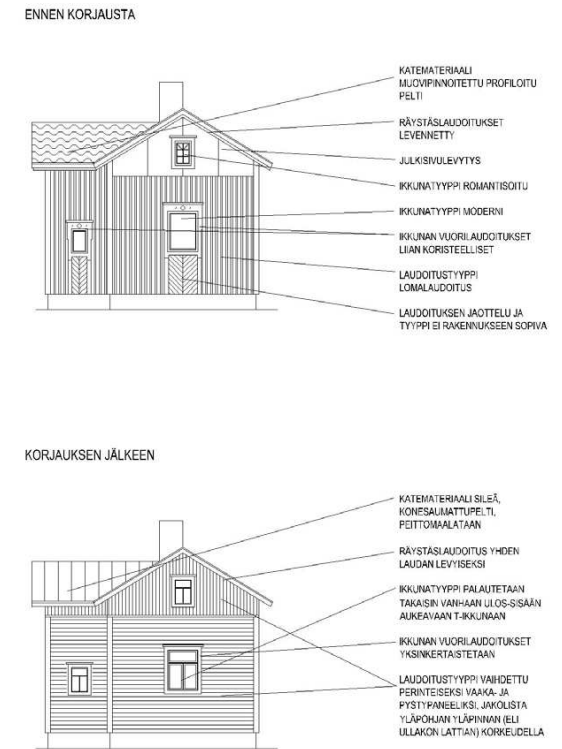 ENNEN KORJAUSTA
KATEMATERIAALI
MUOVIPINNOITETTU PROFILOITU
PELTI
RÄYSTÄSLAUDOITUKSET
LEVENNETTY
JULKISIVULEVYTYS
IKKUNATYYPPI ROMANTISOITU
IKKUNATYYPPI MODERNI
IKKUNAN VUORILAUDOITUKSET
LIIAN KORISTEELLISET
LAUDOITUSTYYPPI
LOMALAUDOITUS
LAUDOITUKSEN JAOTTELU JA
TYYPPI EI RAKENNUKSEEN SOPIVA
KORJAUKSEN JÄLKEEN
KATEMATERIAALI SILEÄ,
KONESAUMATTUPELTI,
PEITTOMAALATAAN
RÄYSTÄSLAUDOITUS YHDEN
LAUDAN LEVYISEKSI
IKKUNATYYPPI PALAUTETAAN
TAKAISIN VANHAAN ULOS-SISÄÄN
AUKEAVAAN T-IKKUNAAN
IKKUNAN VUORILAUDOITUKSET
YKSINKERTAISTETAAN
LAUDOITUSTYYPPI VAIHDETTU
PERINTEISEKSI VAAKA- JA
PYSTYPANEELIKSI, JAKOLISTA
YLÄPOHJAN YLÄPINNAN (ELI
ULLAKON LATTIAN) KORKEUDELLA